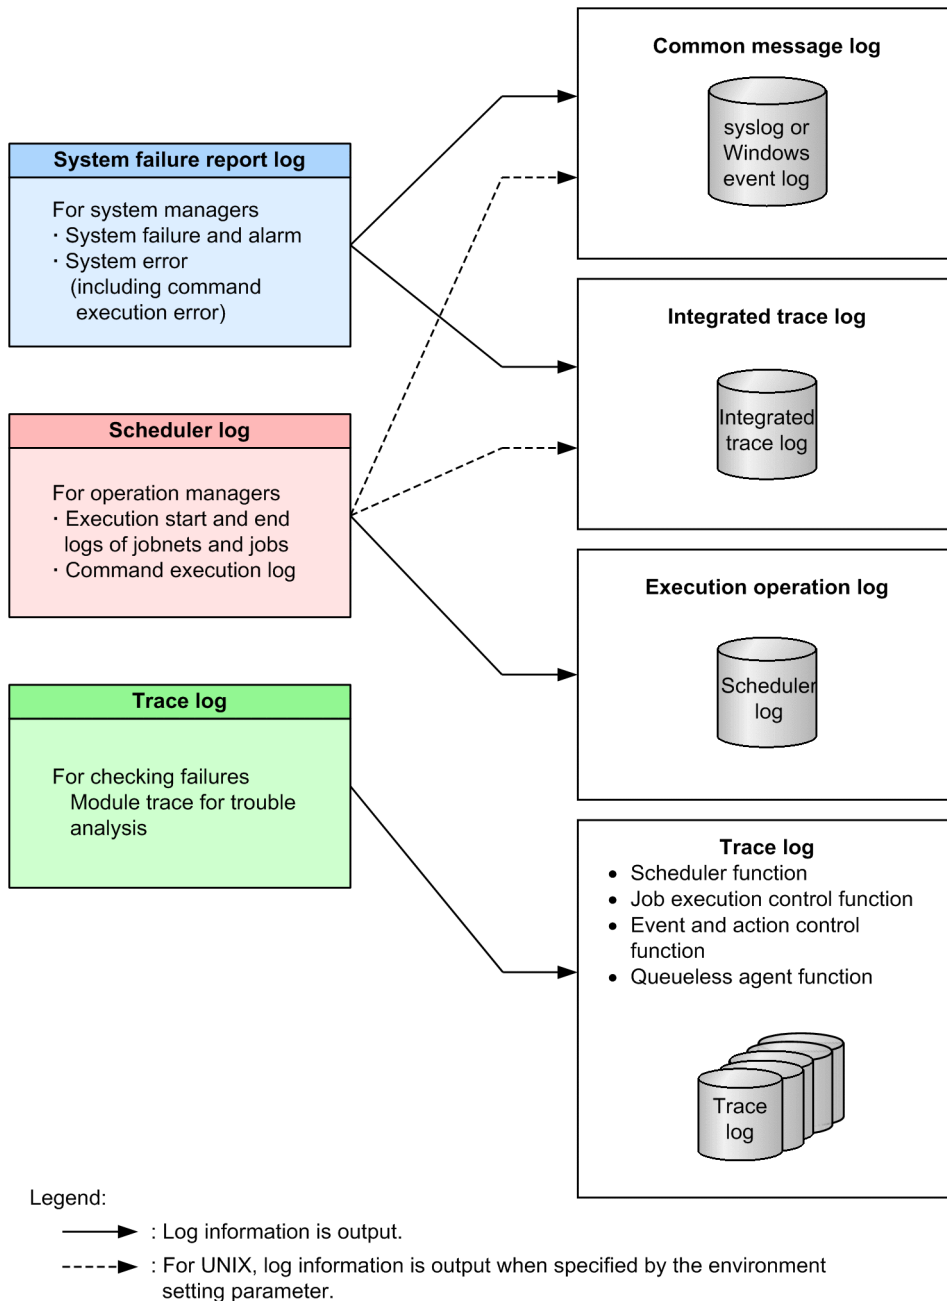 System failure report log
For system managers
· System failure and alarm
· System error
(including command
execution error)
Scheduler log
For operation managers
· Execution start and end
logs of jobnets and jobs
· Command execution log
Trace log
For checking failures
Module trace for trouble
analysis
Common message log
syslog or
Windows
event log
Integrated trace log
Integrated
trace log
Execution operation log
Scheduler
log
Trace log
• Scheduler function
• Job execution control function
• Event and action control
function
• Queueless agent function
Trace
log
Legend:
: Log information is output.
: For UNIX, log information is output when specified by the environment
setting parameter.